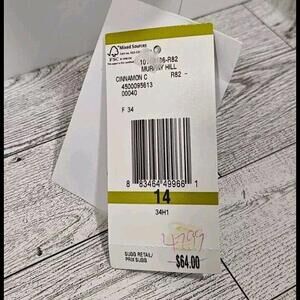 Mixed Sources
FSC
-R82
MURRAY HILL
CINNAMON C R82 -
4500095613
00040
F 34
8 83464 49966 1
14
34H1
4799
SUGG RETAIL/
PRIX SUGG
$64.00